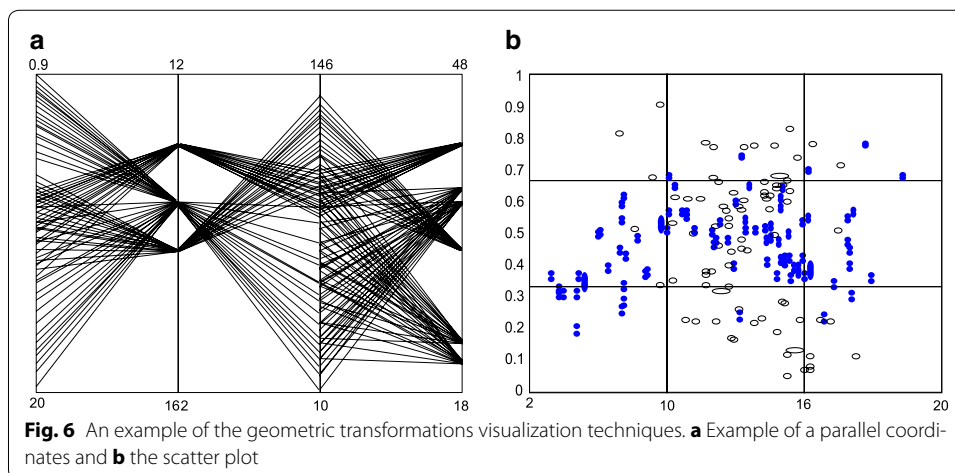 a
b
0.9 12 146 48
20 162 10 18
1
0.9
0.8
0.7
0.6
0.5
0.4
0.3
0.2
0.1
0
2 10 16 20
Fig. 6 An example of the geometric transformations visualization techniques. a Example of a parallel coordi-
nates and b the scatter plot